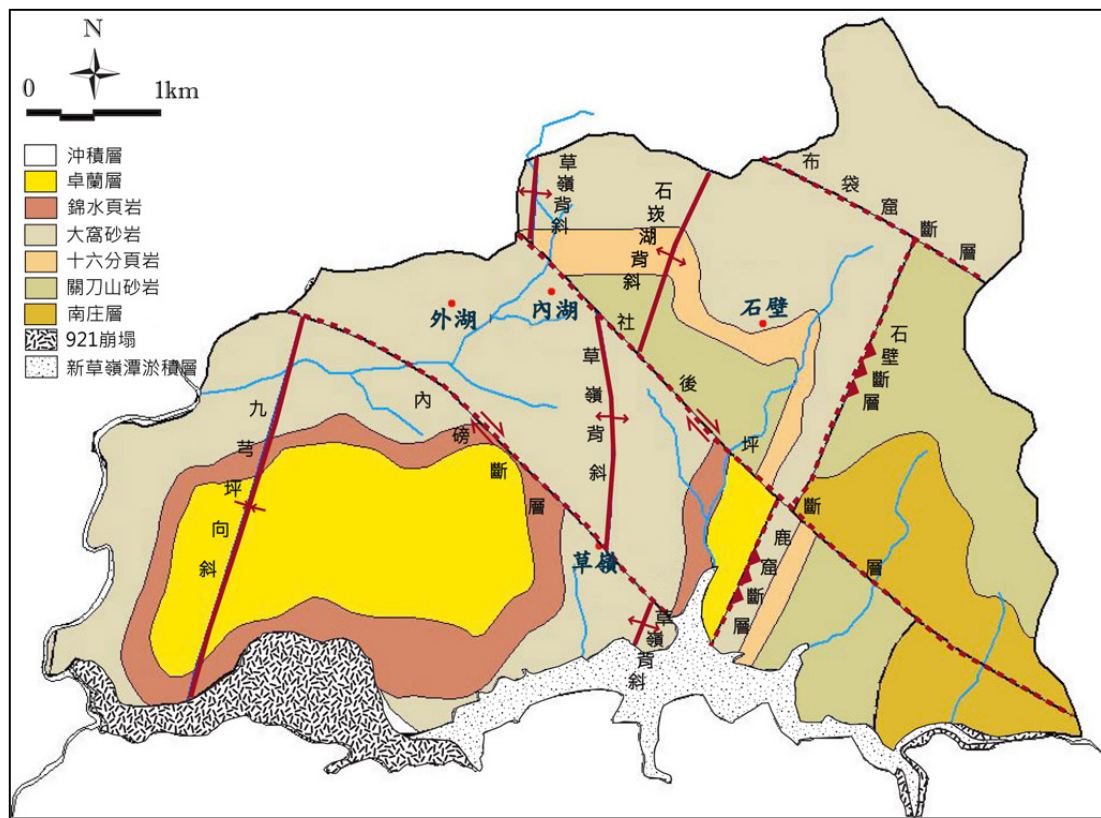 N
0 1km
沖積層
卓蘭層
錦水頁岩
大窩砂岩
十六分頁岩
關刀山砂岩
南庄層
921崩塌
新草嶺潭淤積層
草嶺背斜
石崁湖背斜
布袋窟斷層
外湖
內湖
石壁
石壁斷層
社後坪斷層
草嶺背斜
內磅斷層
九芎坪向斜
草嶺
鹿窟斷層
草嶺背斜